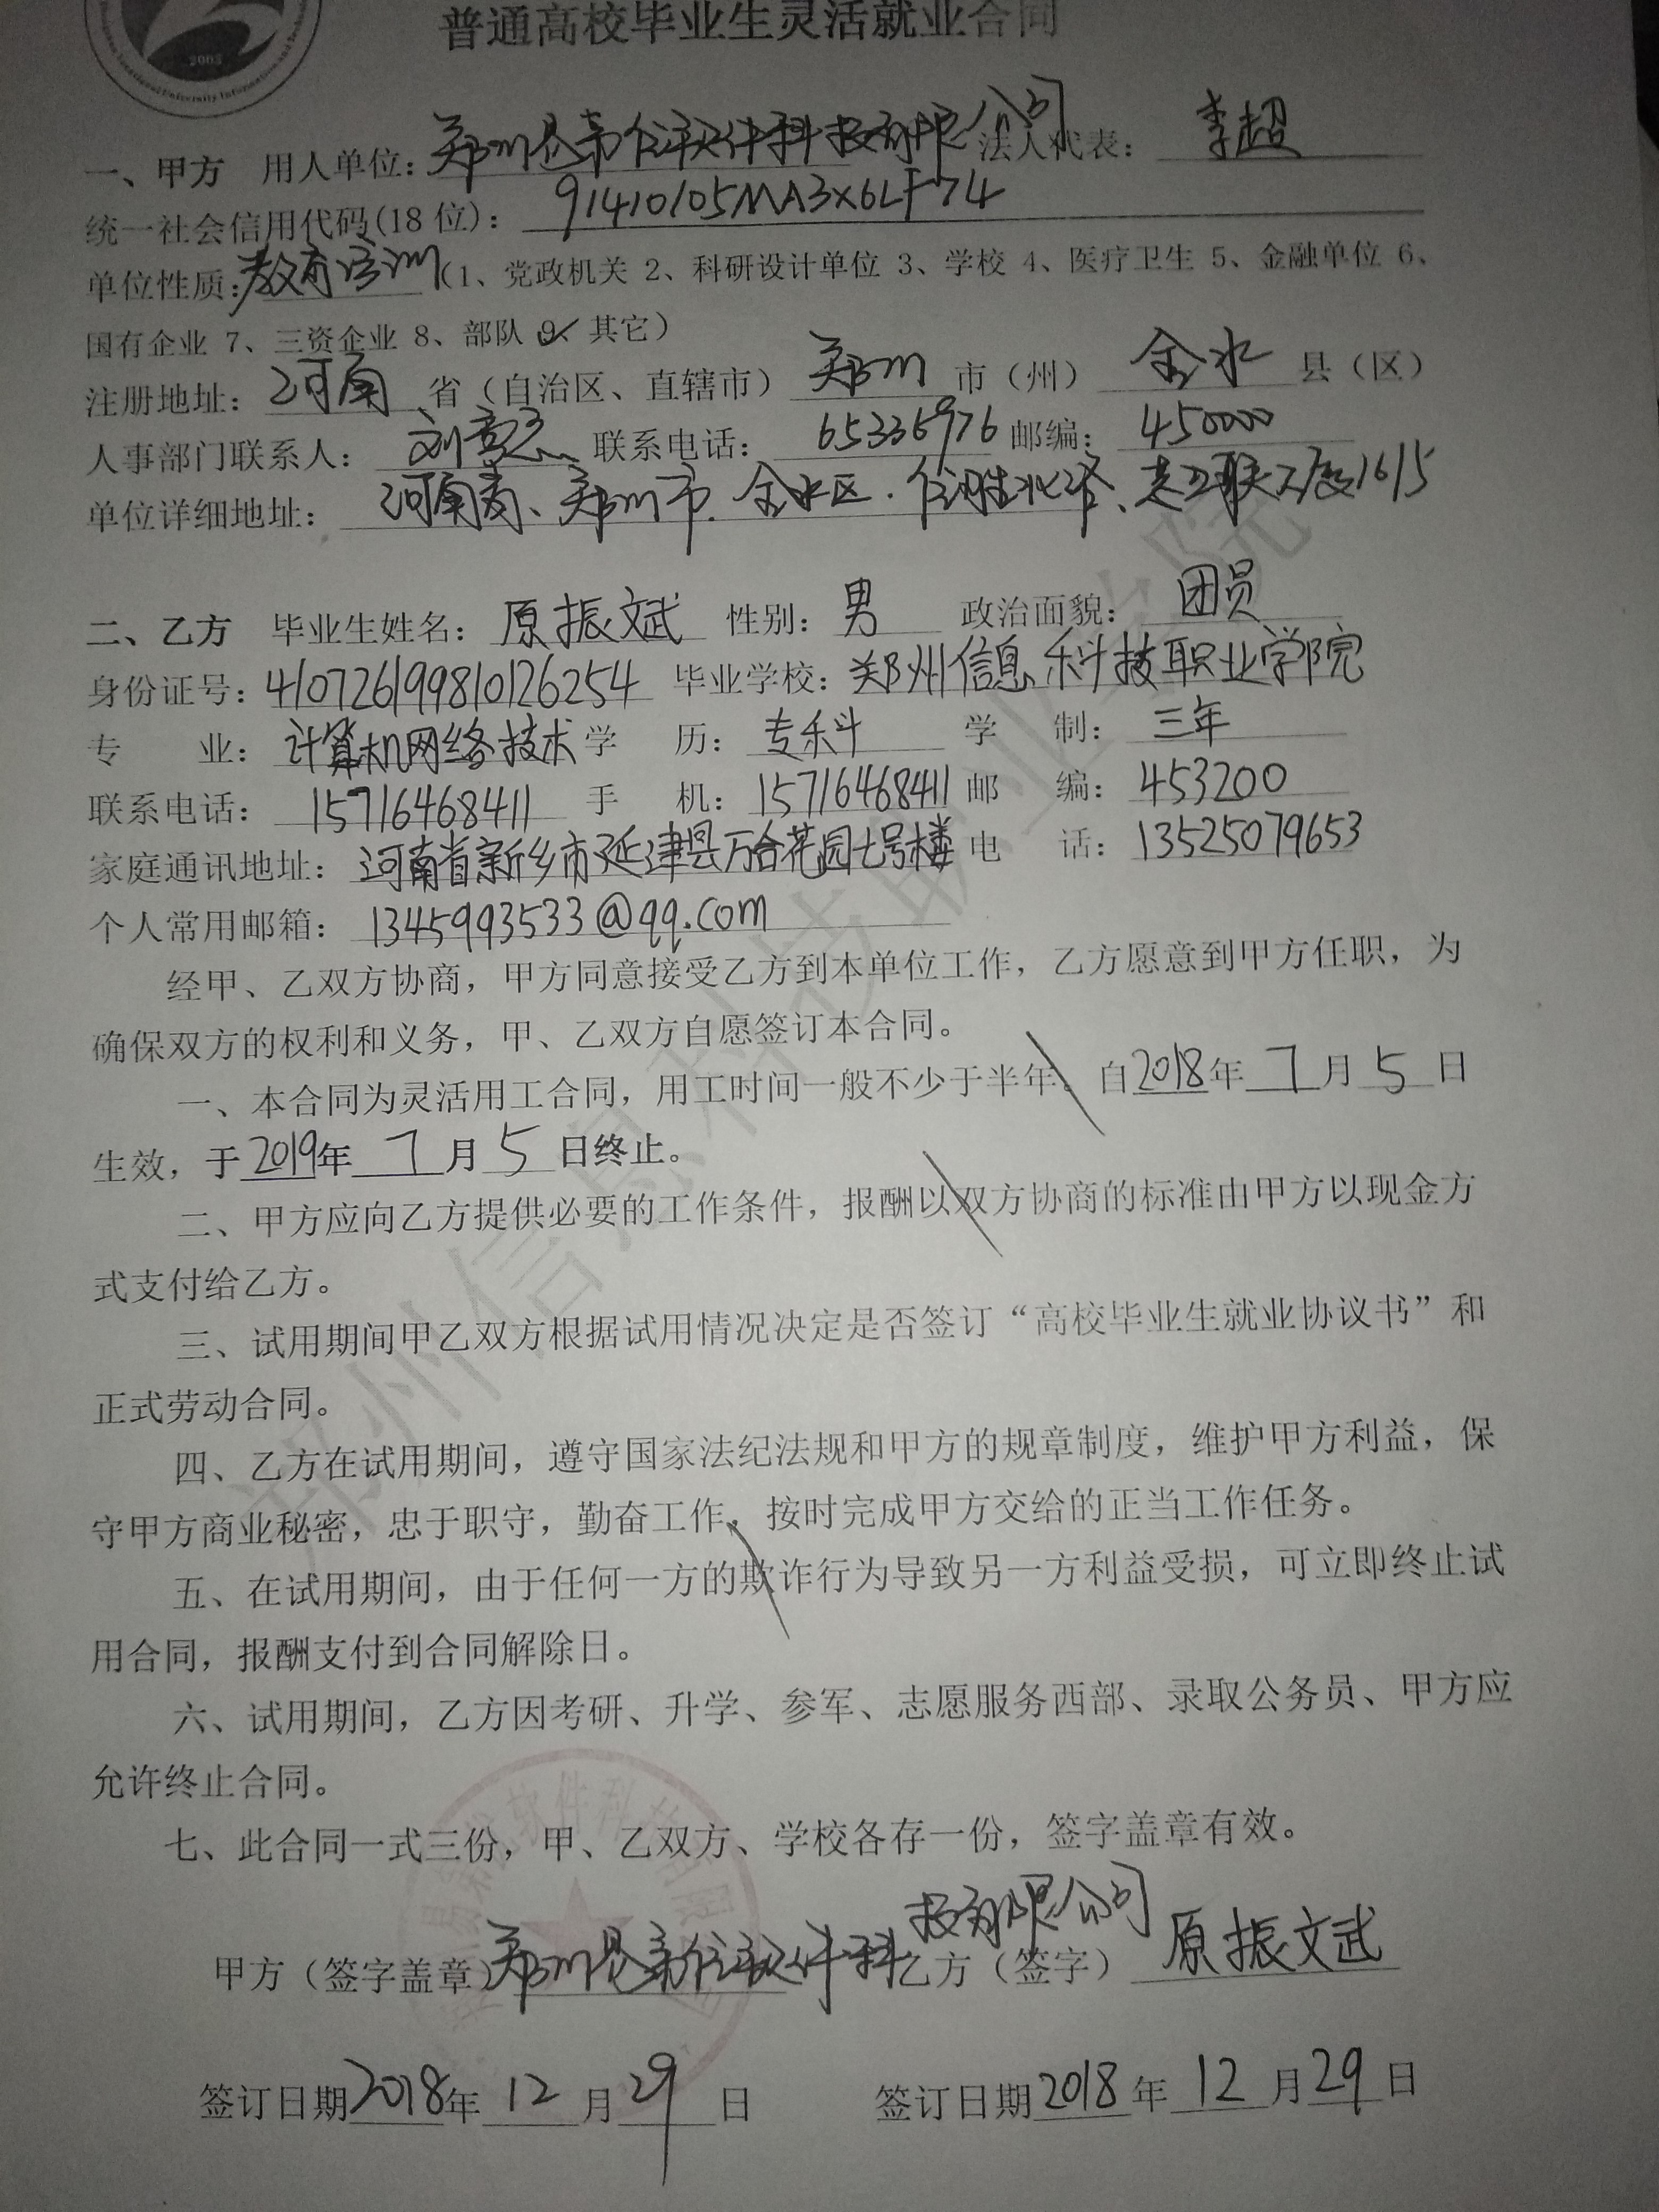 2003
普通高校毕业生灵活就业合同
一、甲方 用人单位：郑州 软件科技有限公司 法人代表：李超
统一社会信用代码(18 位)：91410105MA3X6LF74
单位性质：教育培训（1、党政机关 2、科研设计单位 3、学校 4、医疗卫生 5、金融单位 6、
国有企业 7、三资企业 8、部队 9、其它）
注册地址：河南 省（自治区、直辖市） 郑州 市（州） 金水 县（区）
人事部门联系人： 联系电话：65336976 邮编：450000
单位详细地址：河南省、郑州市、金水区、 1615
二、乙方 毕业生姓名：原振文斌 性别：男 政治面貌：团员
身份证号：410726199810126254 毕业学校：郑州信息科技职业学院
专 业：计算机网络技术 学 历：专科 学 制：三年
联系电话：15716468411 手 机：15716468411 邮 编：453200
家庭通讯地址：河南省新乡市延津县万合花园七号楼 电 话：13525079653
个人常用邮箱：1345993533@qq.com
经甲、乙双方协商，甲方同意接受乙方到本单位工作，乙方愿意到甲方任职，为
确保双方的权利和义务，甲、乙双方自愿签订本合同。
一、本合同为灵活用工合同，用工时间一般不少于半年。自2018年 7 月 5 日
生效，于2019年 7 月 5 日终止。
二、甲方应向乙方提供必要的工作条件，报酬以双方协商的标准由甲方以现金方
式支付给乙方。
三、试用期间甲乙双方根据试用情况决定是否签订“高校毕业生就业协议书”和
正式劳动合同。
四、乙方在试用期间，遵守国家法纪法规和甲方的规章制度，维护甲方利益，保
守甲方商业秘密，忠于职守，勤奋工作，按时完成甲方交给的正当工作任务。
五、在试用期间，由于任何一方的欺诈行为导致另一方利益受损，可立即终止试
用合同，报酬支付到合同解除日。
六、试用期间，乙方因考研、升学、参军、志愿服务西部、录取公务员、甲方应
允许终止合同。
七、此合同一式三份，甲、乙双方、学校各存一份，签字盖章有效。
甲方（签字盖章）郑州 软件科技有限公司 乙方（签字）原振文斌
签订日期2018年 12 月 29 日 签订日期2018年 12 月 29 日
郑州信息科技职业学院